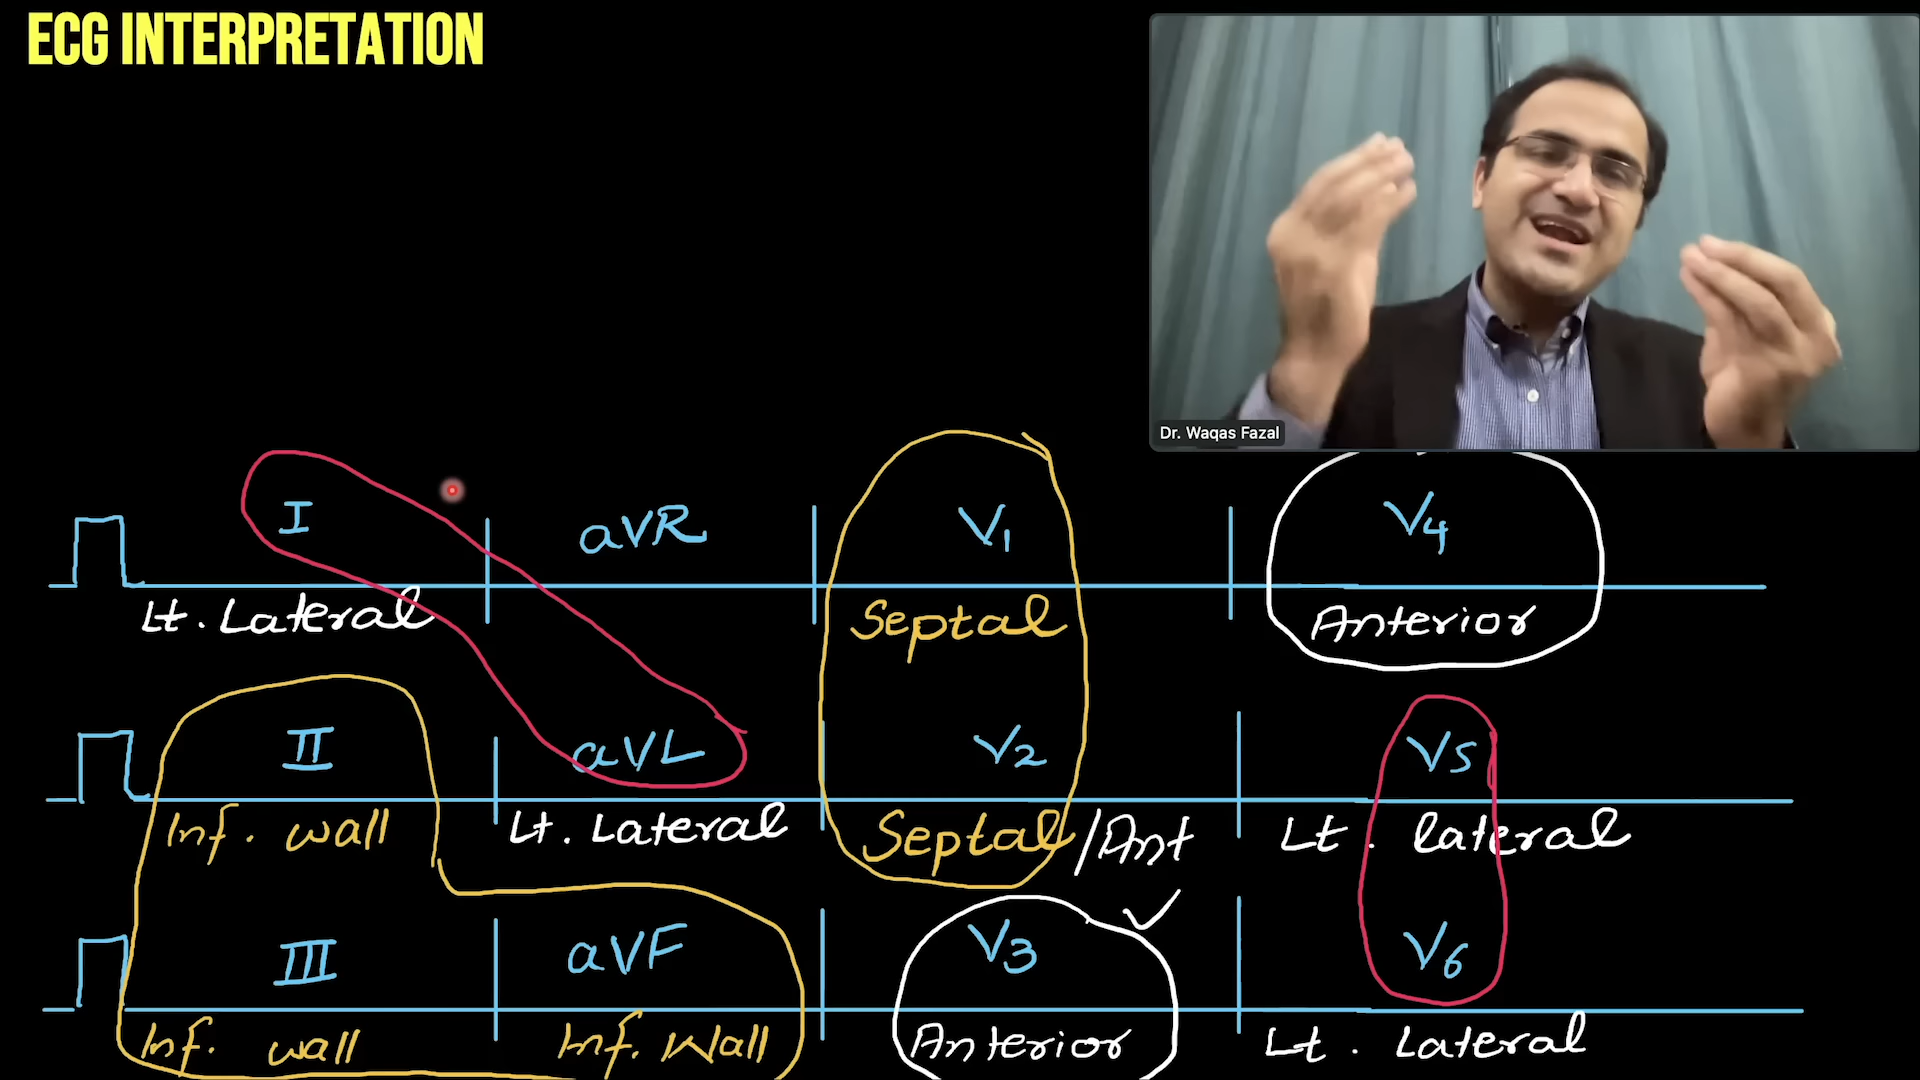 ECG INTERPRETATION
Dr. Waqas Fazal
I aVR V1 V4
Lt. Lateral Septal Anterior
II aVL V2 V5
Inf. wall Lt. Lateral Septal/Ant Lt. lateral
III aVF V3 V6
Inf. wall Inf. Wall Anterior Lt. Lateral